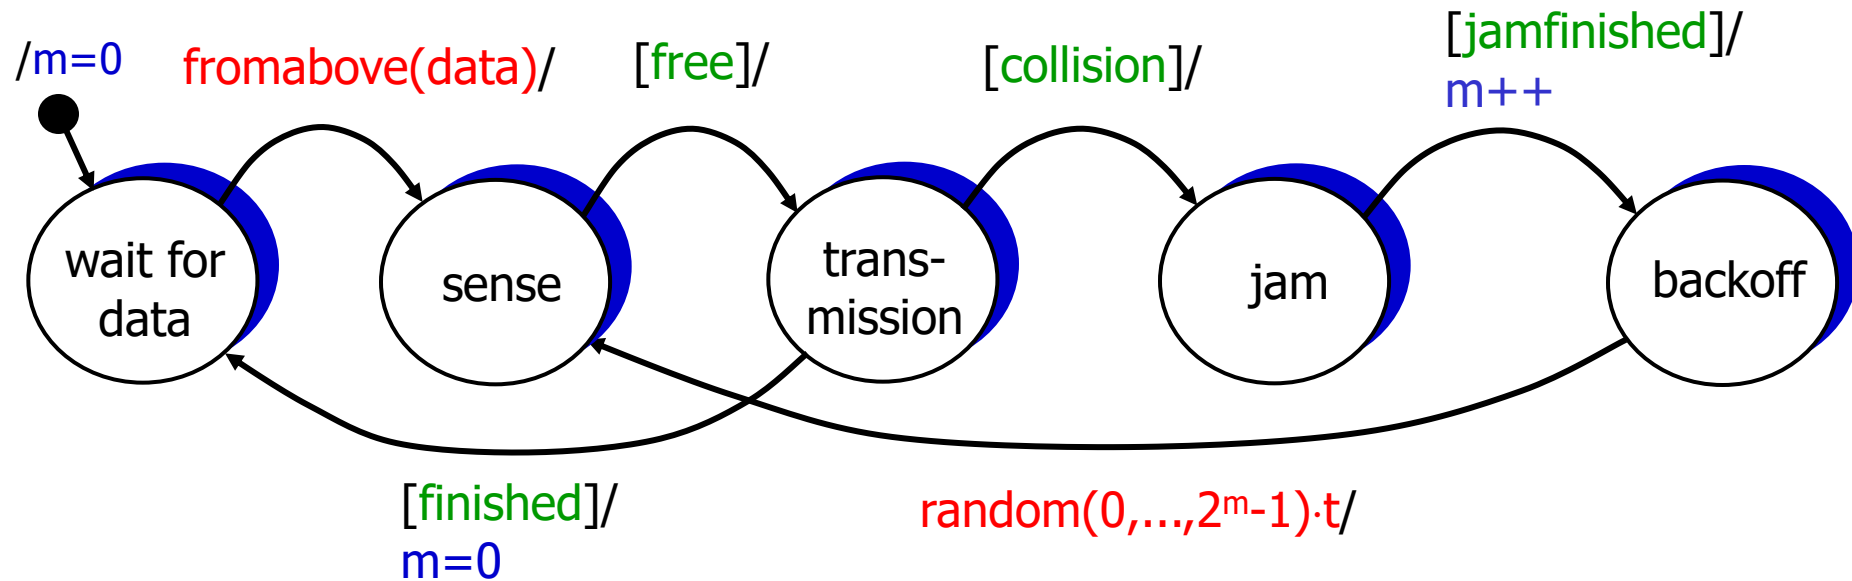 /m=0
fromabove(data)/
[free]/
[collision]/
[jamfinished]/
m++
wait for
data
sense
trans-
mission
jam
backoff
[finished]/
m=0
random(0,...,2ᵐ-1)·t/